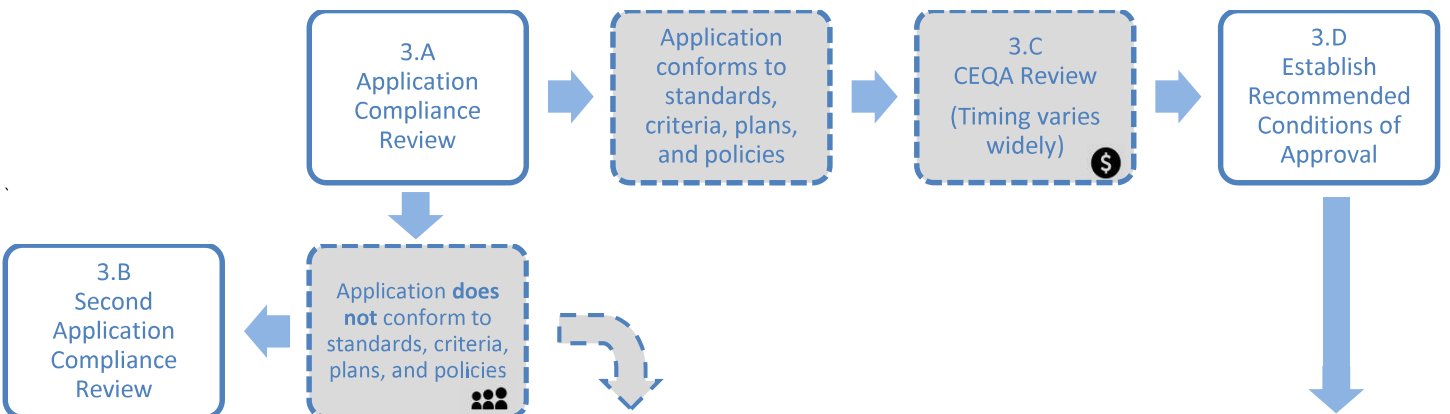 3.A
Application
Compliance
Review
Application
conforms to
standards,
criteria, plans,
and policies
3.C
CEQA Review
(Timing varies
widely)
$
3.D
Establish
Recommended
Conditions of
Approval
`
3.B
Second
Application
Compliance
Review
Application does
not conform to
standards, criteria,
plans, and policies